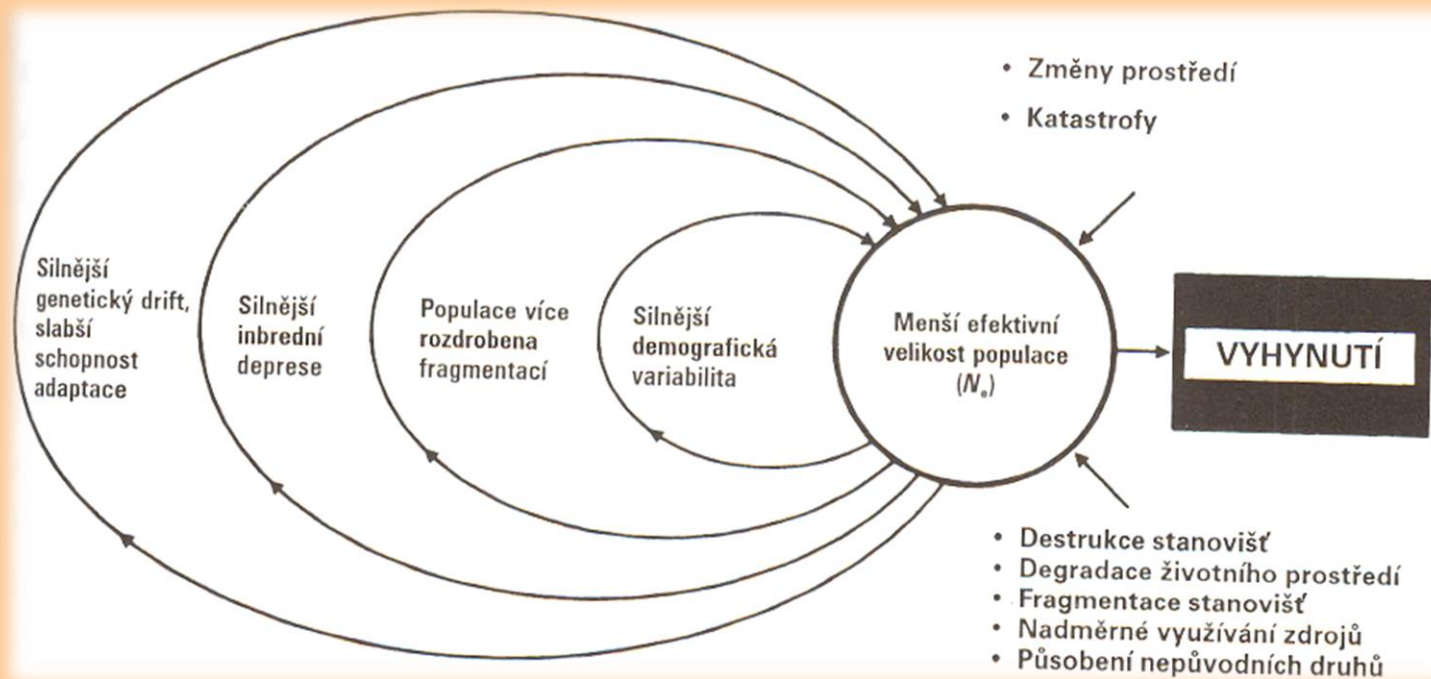 • Změny prostředí
• Katastrofy
Silnější
genetický drift,
slabší
schopnost
adaptace
Silnější
inbrední
deprese
Populace více
rozdrobena
fragmentací
Silnější
demografická
variabilita
Menší efektivní
velikost populace
(Nₑ)
VYHYNUTÍ
• Destrukce stanovišť
• Degradace životního prostředí
• Fragmentace stanovišť
• Nadměrné využívání zdrojů
• Působení nepůvodních druhů